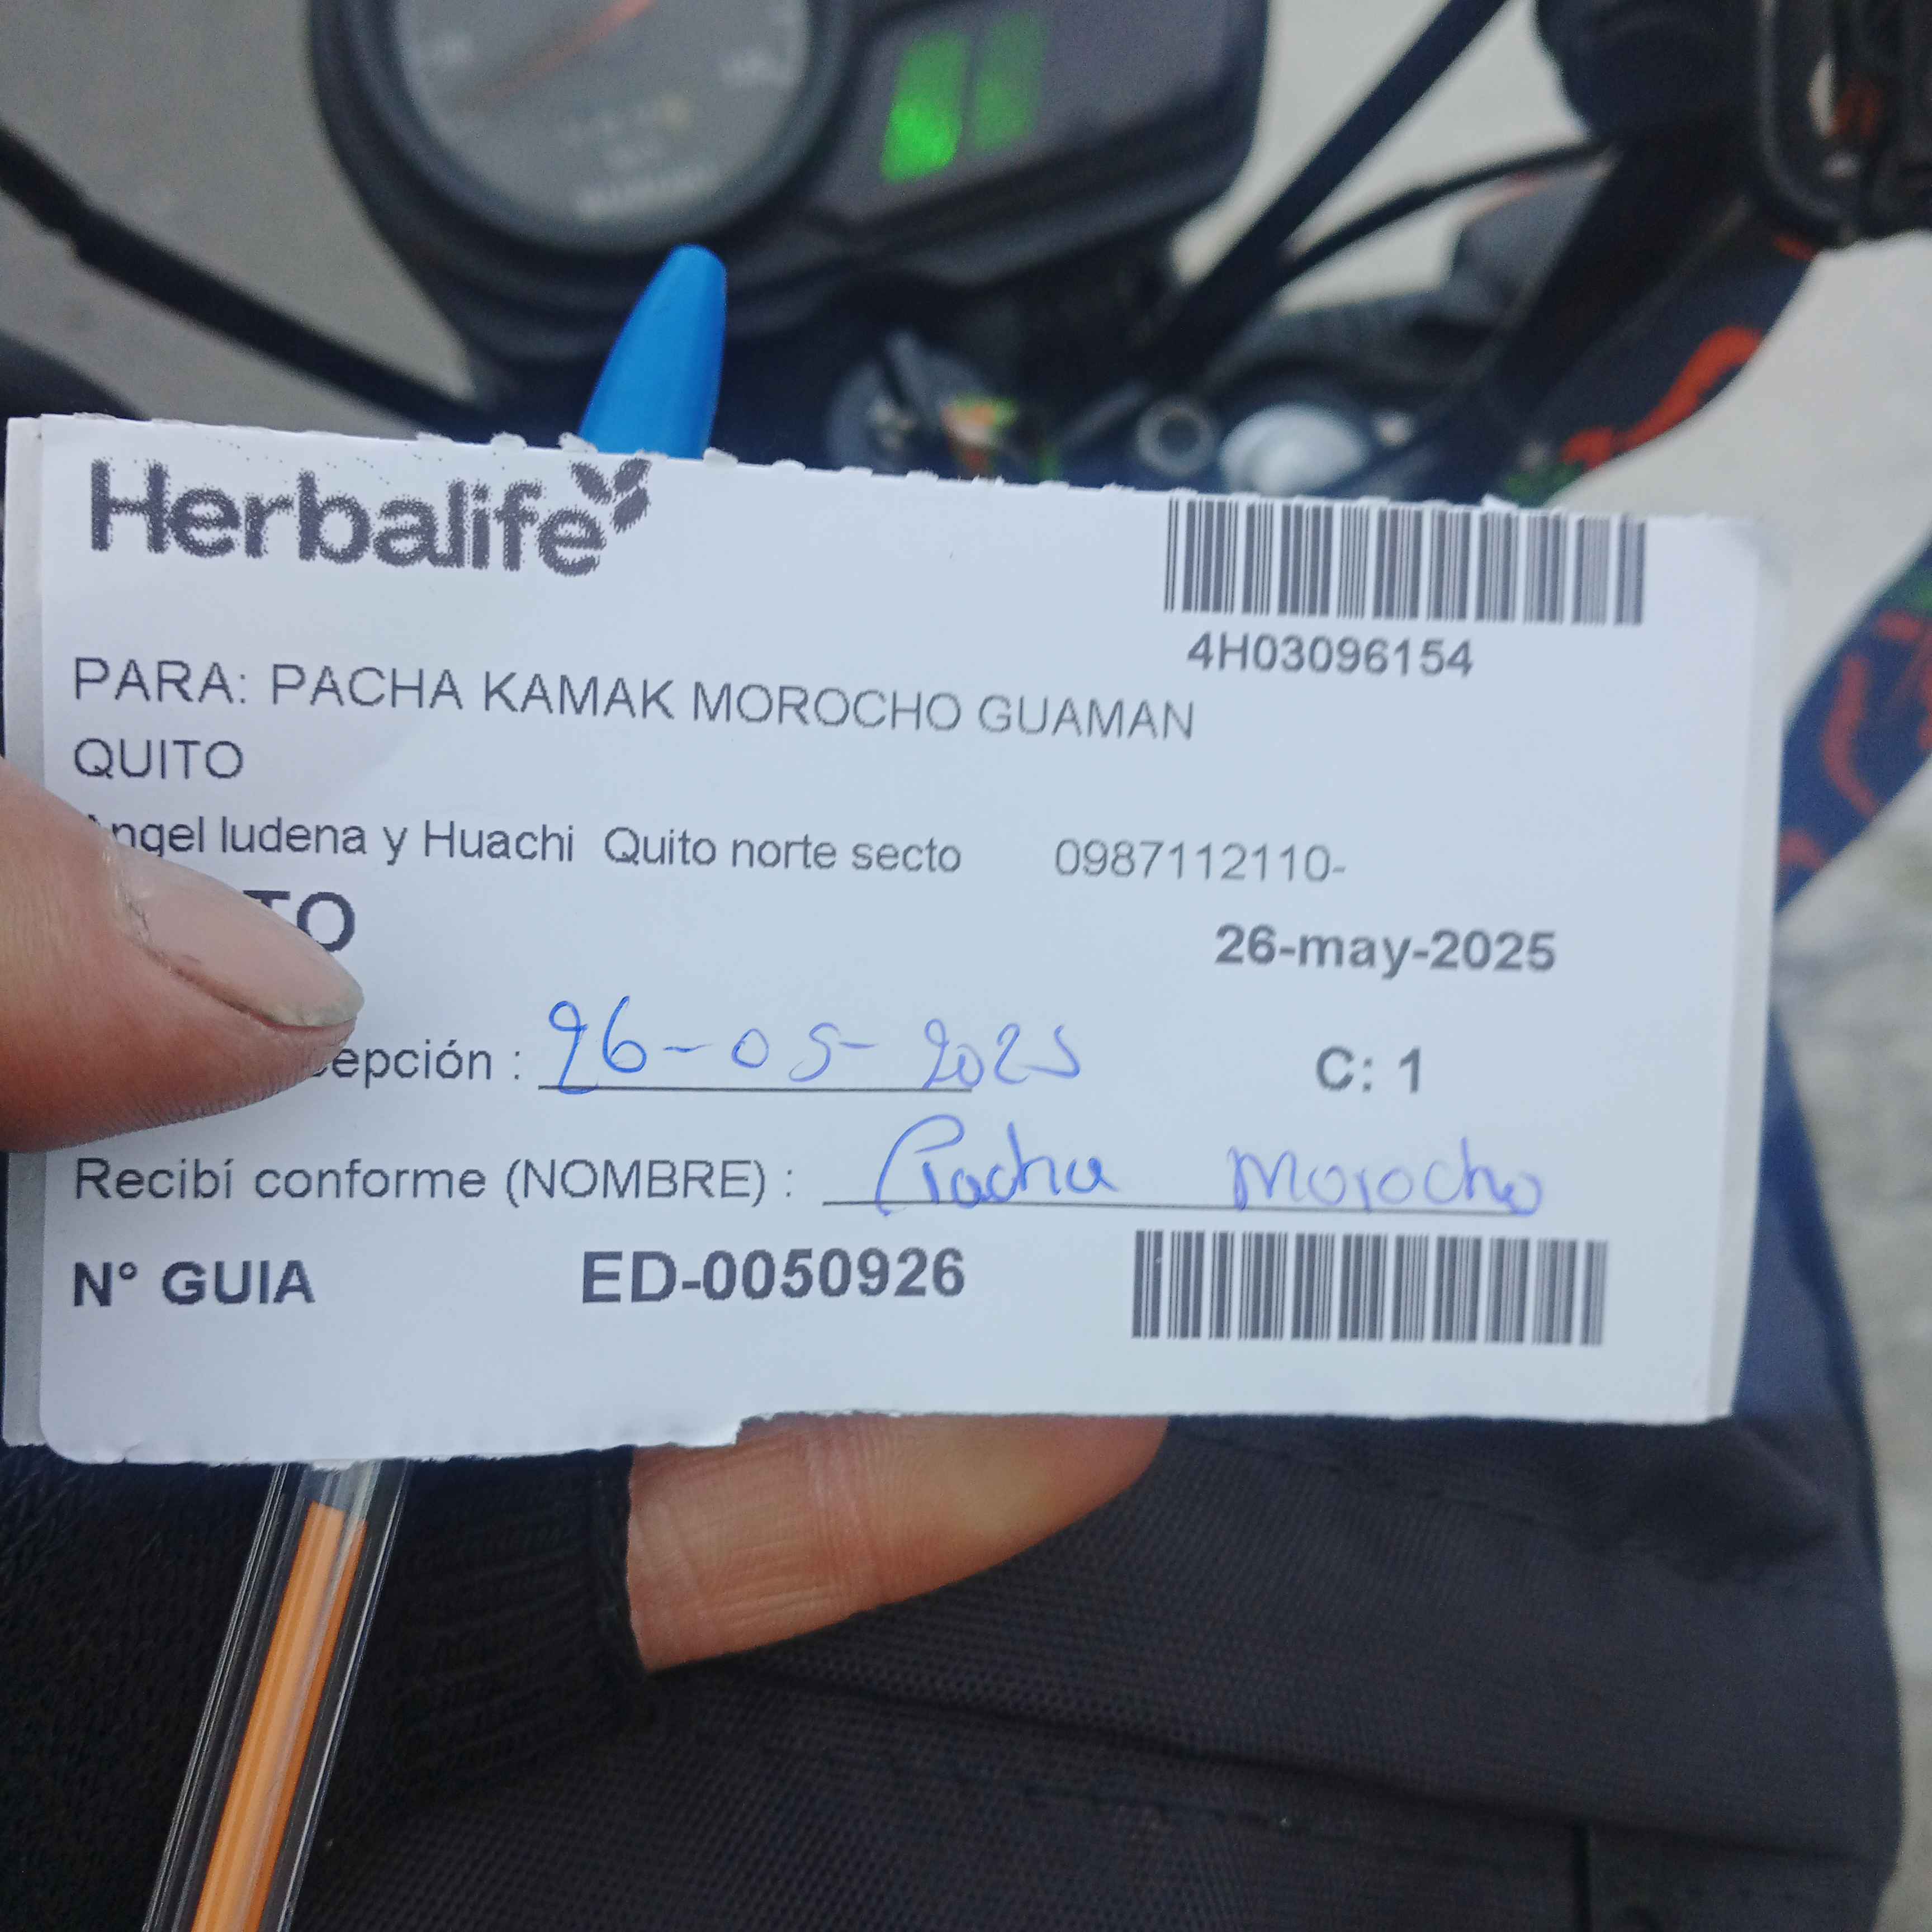 Herbalife
4H03096154
PARA: PACHA KAMAK MOROCHO GUAMAN
QUITO
ngel ludena y Huachi Quito norte secto 0987112110-
TO
26-may-2025
epción : 26-05-2025 C: 1
Recibí conforme (NOMBRE) : Pacha Morocho
N° GUIA ED-0050926